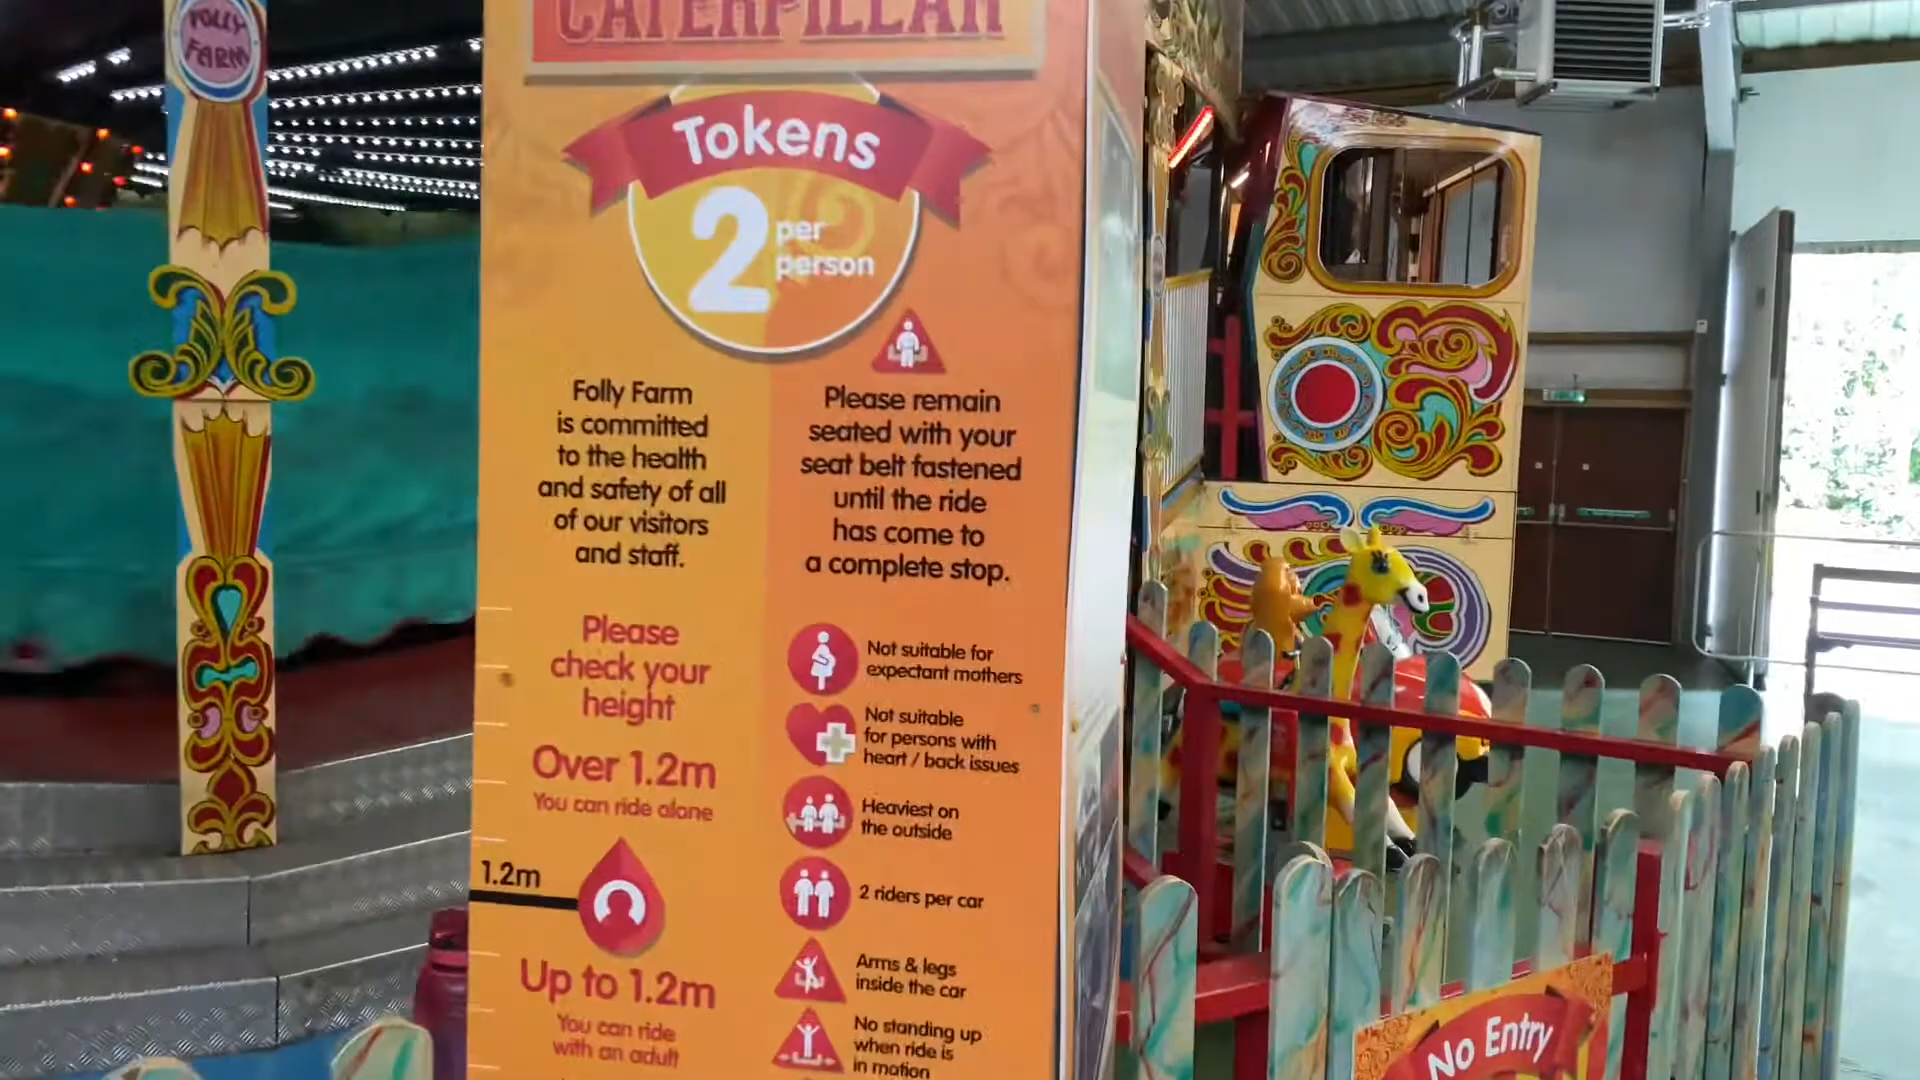 FOLLY
FARM
CATERPILLAR
Tokens
2 per
person
Folly Farm
is committed
to the health
and safety of all
of our visitors
and staff.
Please remain
seated with your
seat belt fastened
until the ride
has come to
a complete stop.
Please
check your
height
Over 1.2m
You can ride alone
1.2m
Up to 1.2m
You can ride
with an adult
Not suitable for
expectant mothers
Not suitable
for persons with
heart / back issues
Heaviest on
the outside
2 riders per car
Arms & legs
inside the car
No standing up
when ride is
in motion
No Entry